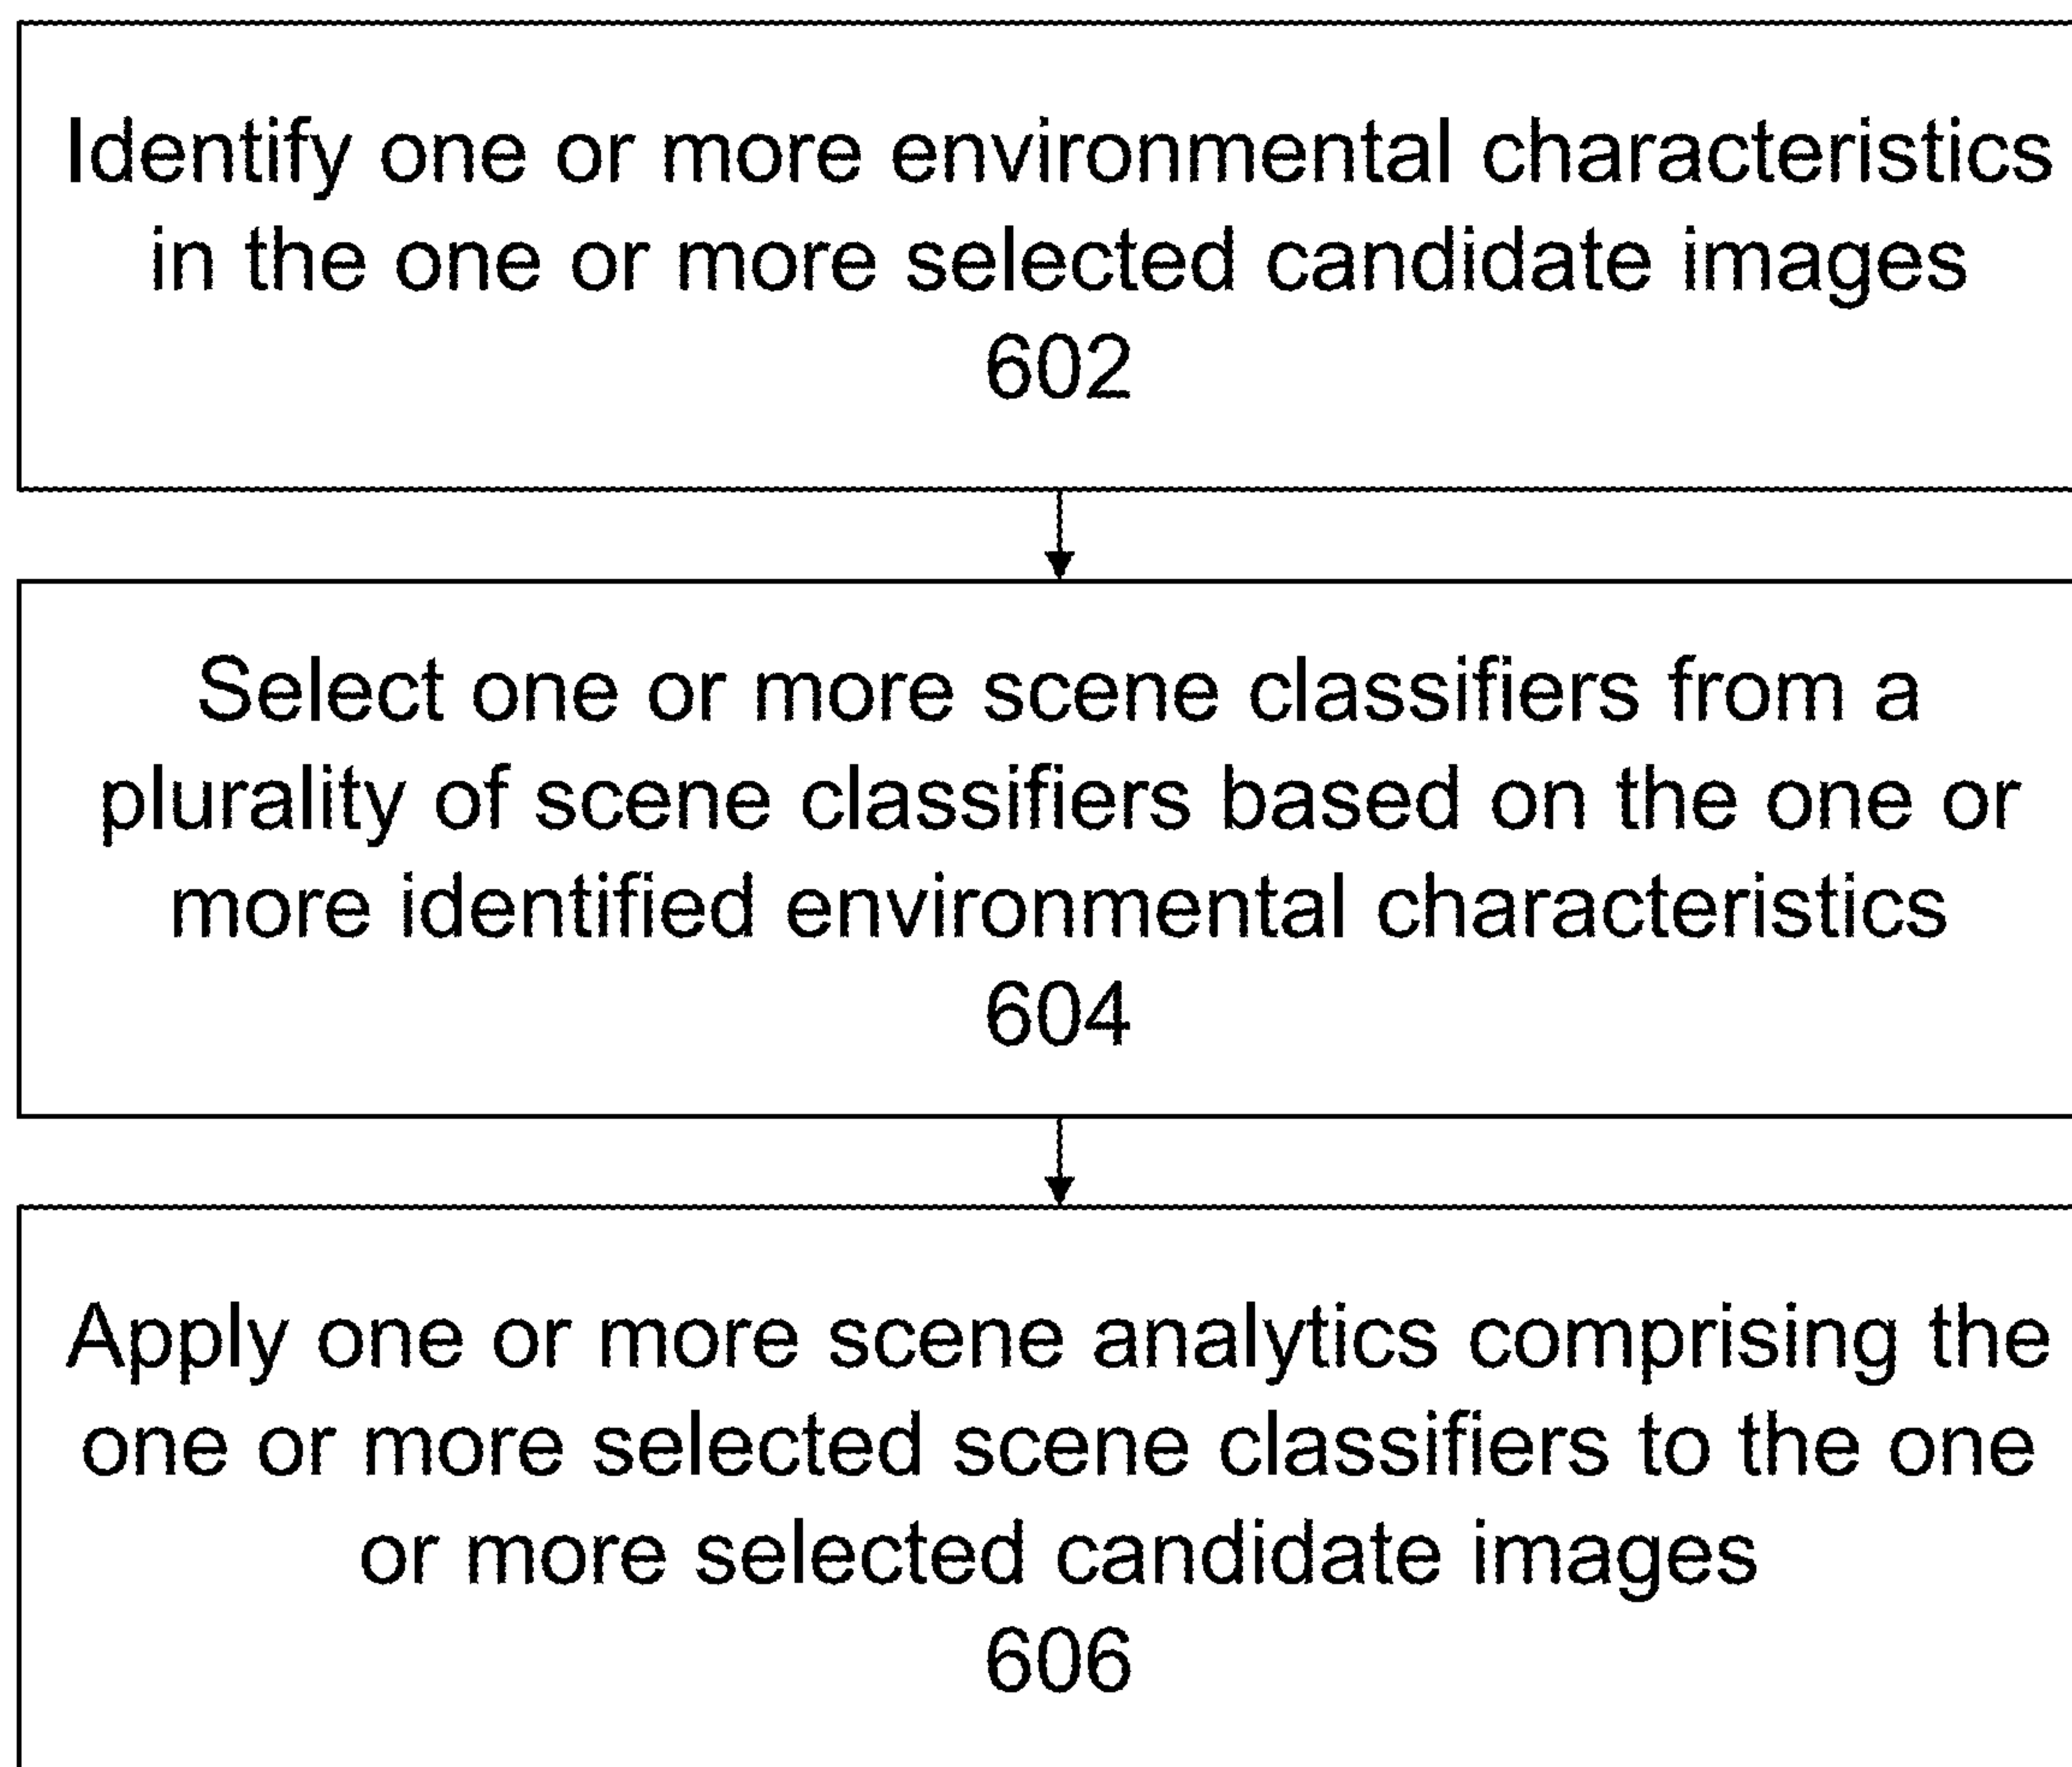 Identify one or more environmental characteristics
in the one or more selected candidate images
602
Select one or more scene classifiers from a
plurality of scene classifiers based on the one or
more identified environmental characteristics
604
Apply one or more scene analytics comprising the
one or more selected scene classifiers to the one
or more selected candidate images
606